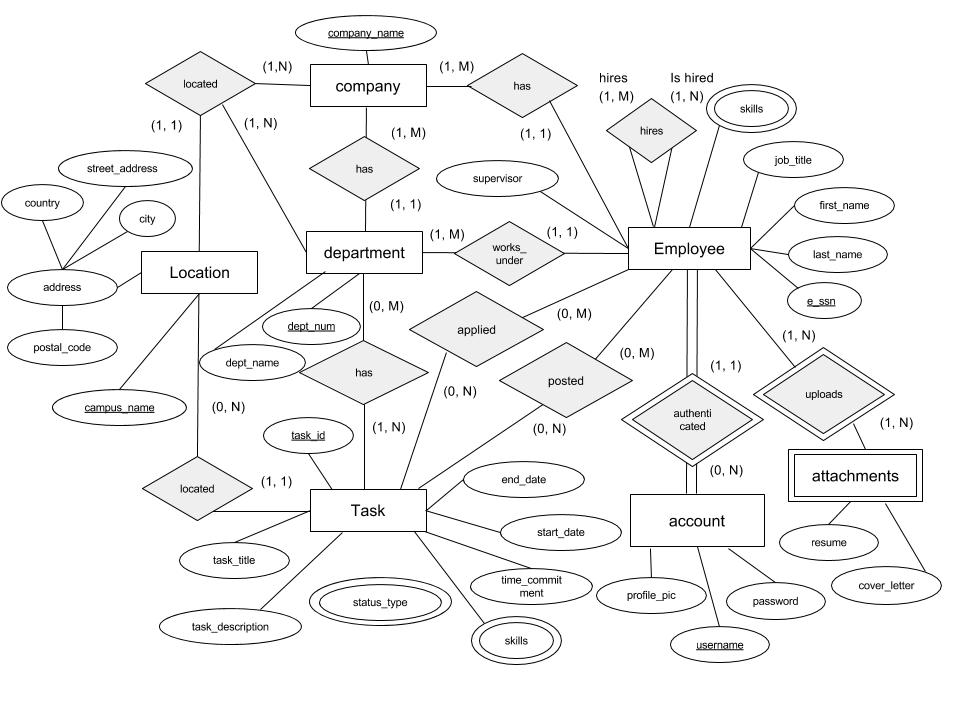 company_name
(1,N)
located
company
(1, M)
has
hires
(1, M)
Is hired
(1, N)
skills
(1, 1)
(1, N)
(1, M)
(1, 1)
hires
job_title
street_address
has
supervisor
country
city
(1, 1)
first_name
(1, M)
works_
under
(1, 1)
Employee
department
last_name
Location
address
e_ssn
(0, M)
dept_num
applied
(0, M)
postal_code
dept_name
(1, N)
has
posted
(0, M)
(1, 1)
(0, N)
uploads
campus_name
(0, N)
authenti
cated
task_id
(1, N)
(0, N)
(1, N)
located
(1, 1)
end_date
(0, N)
attachments
Task
account
start_date
resume
task_title
time_commit
ment
cover_letter
status_type
profile_pic
password
task_description
skills
username